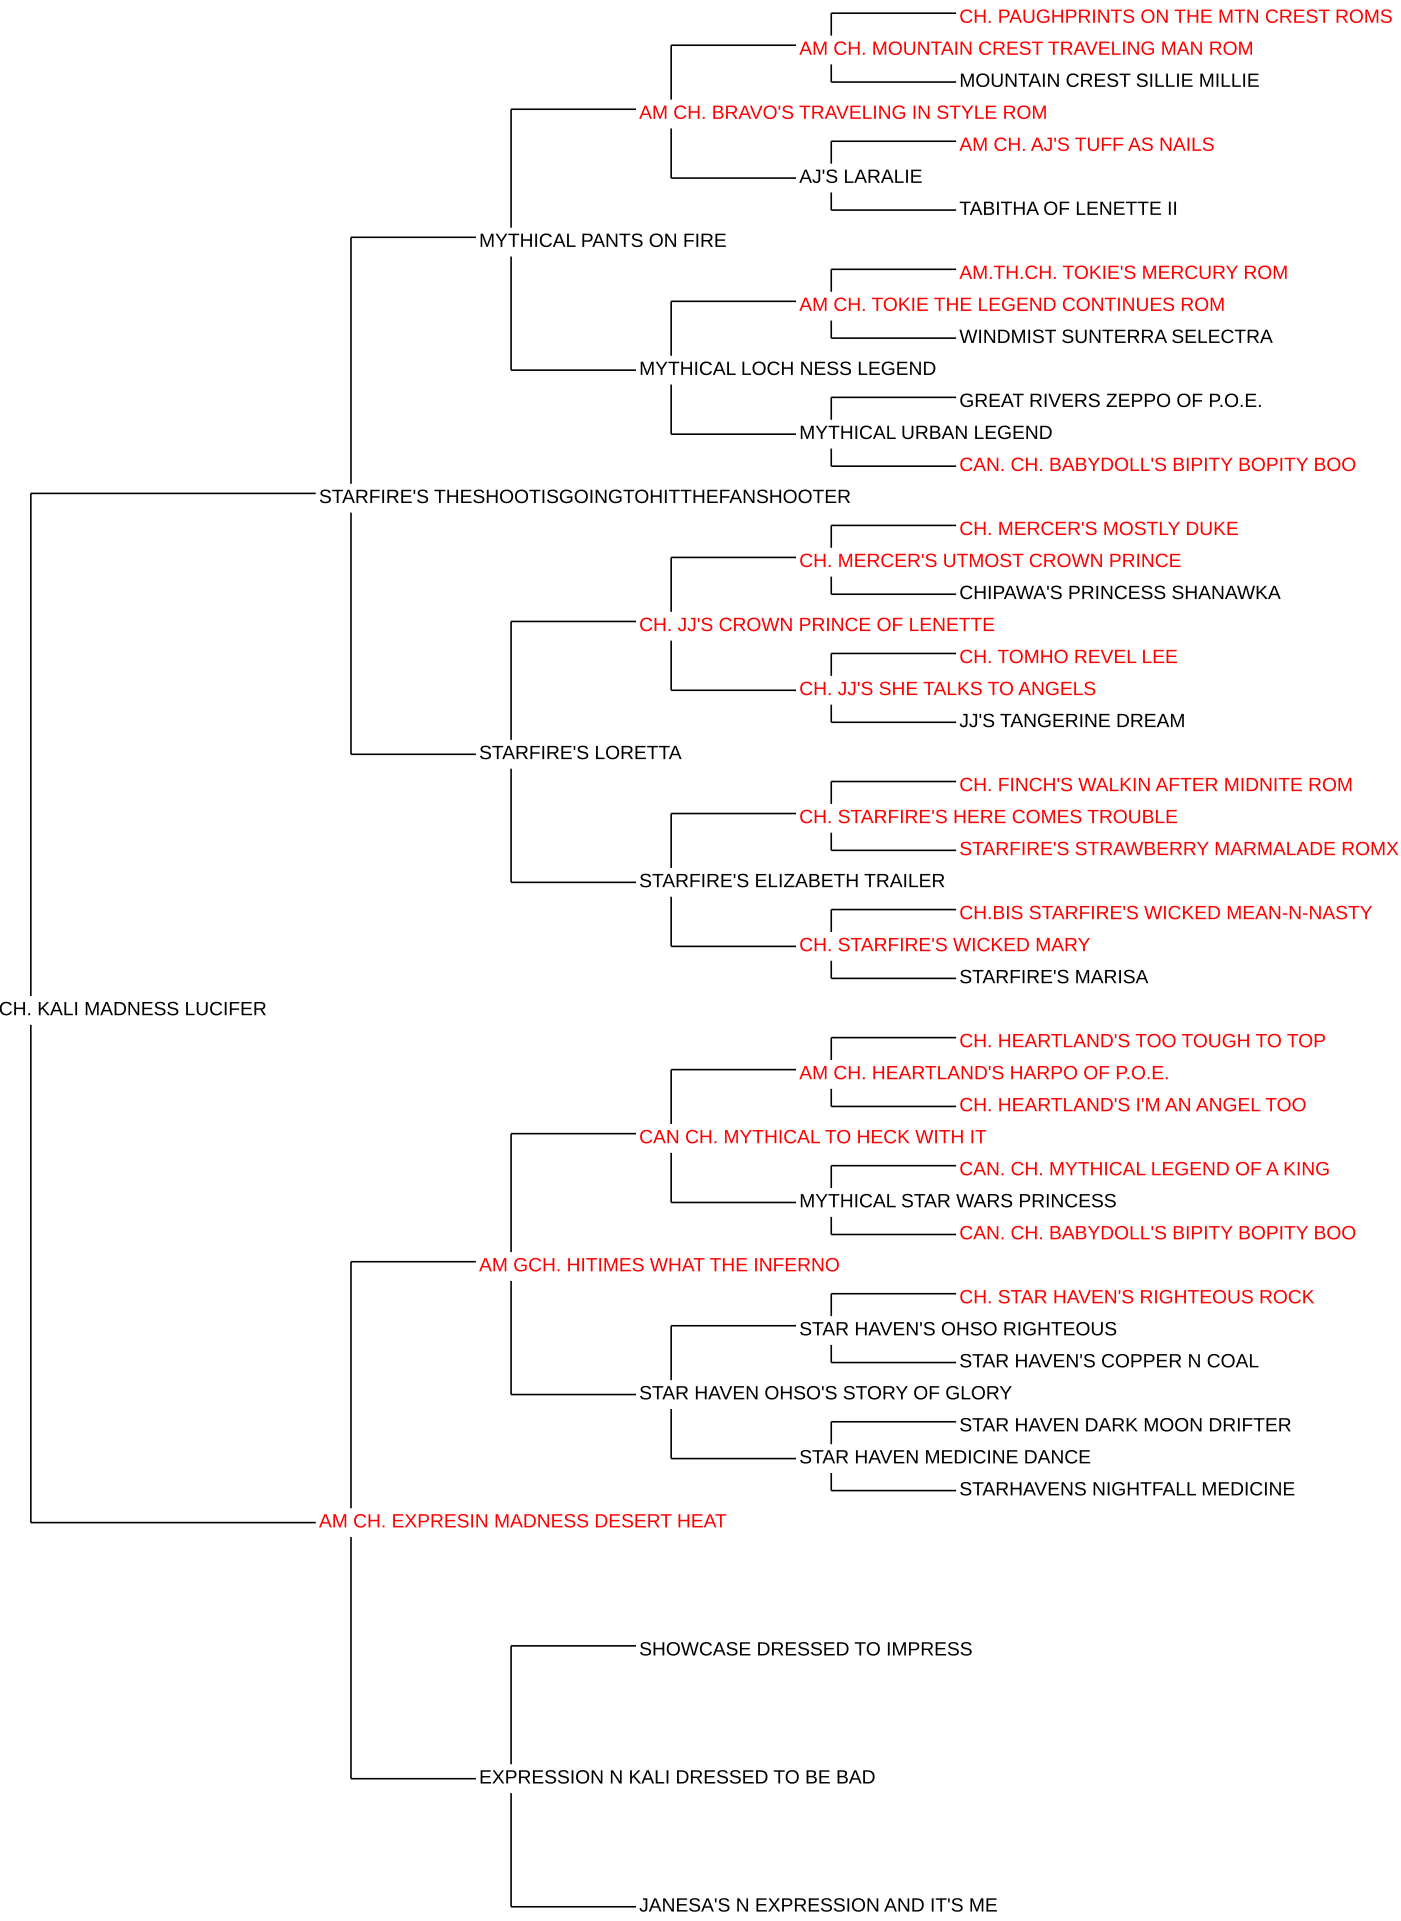 CH. PAUGHPRINTS ON THE MTN CREST ROMS
AM CH. MOUNTAIN CREST TRAVELING MAN ROM
MOUNTAIN CREST SILLIE MILLIE
AM CH. BRAVO'S TRAVELING IN STYLE ROM
AM CH. AJ'S TUFF AS NAILS
AJ'S LARALIE
TABITHA OF LENETTE II
MYTHICAL PANTS ON FIRE
AM.TH.CH. TOKIE'S MERCURY ROM
AM CH. TOKIE THE LEGEND CONTINUES ROM
WINDMIST SUNTERRA SELECTRA
MYTHICAL LOCH NESS LEGEND
GREAT RIVERS ZEPPO OF P.O.E.
MYTHICAL URBAN LEGEND
CAN. CH. BABYDOLL'S BIPITY BOPITY BOO
STARFIRE'S THESHOOTISGOINGTOHITTHEFANSHOOTER
CH. MERCER'S MOSTLY DUKE
CH. MERCER'S UTMOST CROWN PRINCE
CHIPAWA'S PRINCESS SHANAWKA
CH. JJ'S CROWN PRINCE OF LENETTE
CH. TOMHO REVEL LEE
CH. JJ'S SHE TALKS TO ANGELS
JJ'S TANGERINE DREAM
STARFIRE'S LORETTA
CH. FINCH'S WALKIN AFTER MIDNITE ROM
CH. STARFIRE'S HERE COMES TROUBLE
STARFIRE'S STRAWBERRY MARMALADE ROMX
STARFIRE'S ELIZABETH TRAILER
CH.BIS STARFIRE'S WICKED MEAN-N-NASTY
CH. STARFIRE'S WICKED MARY
STARFIRE'S MARISA
CH. KALI MADNESS LUCIFER
CH. HEARTLAND'S TOO TOUGH TO TOP
AM CH. HEARTLAND'S HARPO OF P.O.E.
CH. HEARTLAND'S I'M AN ANGEL TOO
CAN CH. MYTHICAL TO HECK WITH IT
CAN. CH. MYTHICAL LEGEND OF A KING
MYTHICAL STAR WARS PRINCESS
CAN. CH. BABYDOLL'S BIPITY BOPITY BOO
AM GCH. HITIMES WHAT THE INFERNO
CH. STAR HAVEN'S RIGHTEOUS ROCK
STAR HAVEN'S OHSO RIGHTEOUS
STAR HAVEN'S COPPER N COAL
STAR HAVEN OHSO'S STORY OF GLORY
STAR HAVEN DARK MOON DRIFTER
STAR HAVEN MEDICINE DANCE
STARHAVENS NIGHTFALL MEDICINE
AM CH. EXPRESIN MADNESS DESERT HEAT
SHOWCASE DRESSED TO IMPRESS
EXPRESSION N KALI DRESSED TO BE BAD
JANESA'S N EXPRESSION AND IT'S ME